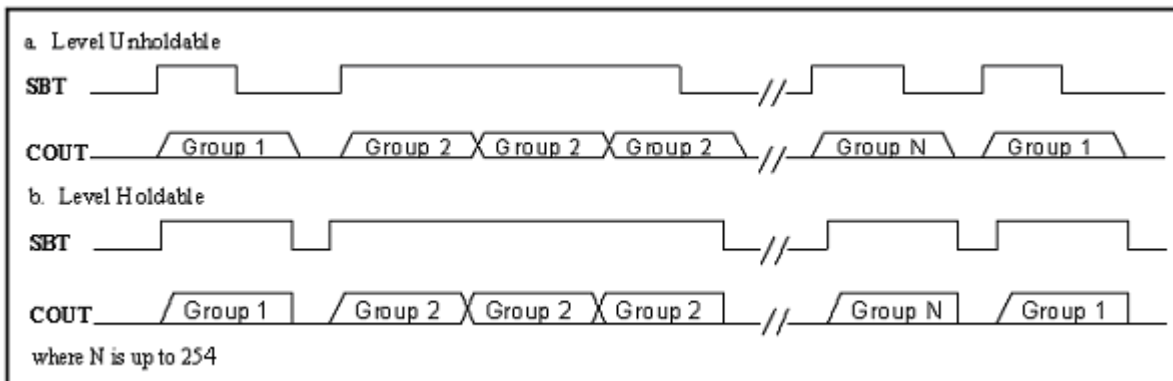 a. Level Unholdable
SBT
COUT Group 1 Group 2 Group 2 Group 2 // Group N Group 1
b. Level Holdable
SBT
COUT Group 1 Group 2 Group 2 Group 2 // Group N Group 1
where N is up to 254